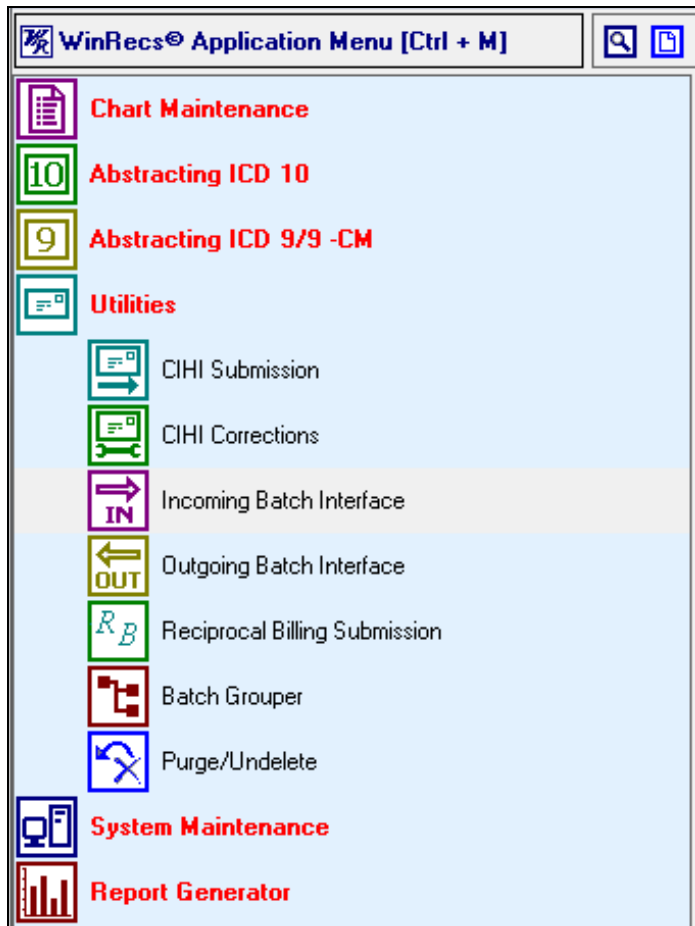 WinRecs® Application Menu [Ctrl + M]
Chart Maintenance
10 Abstracting ICD 10
9 Abstracting ICD 9/9 -CM
Utilities
CIHI Submission
CIHI Corrections
IN Incoming Batch Interface
OUT Outgoing Batch Interface
RB Reciprocal Billing Submission
Batch Grouper
Purge/Undelete
System Maintenance
Report Generator